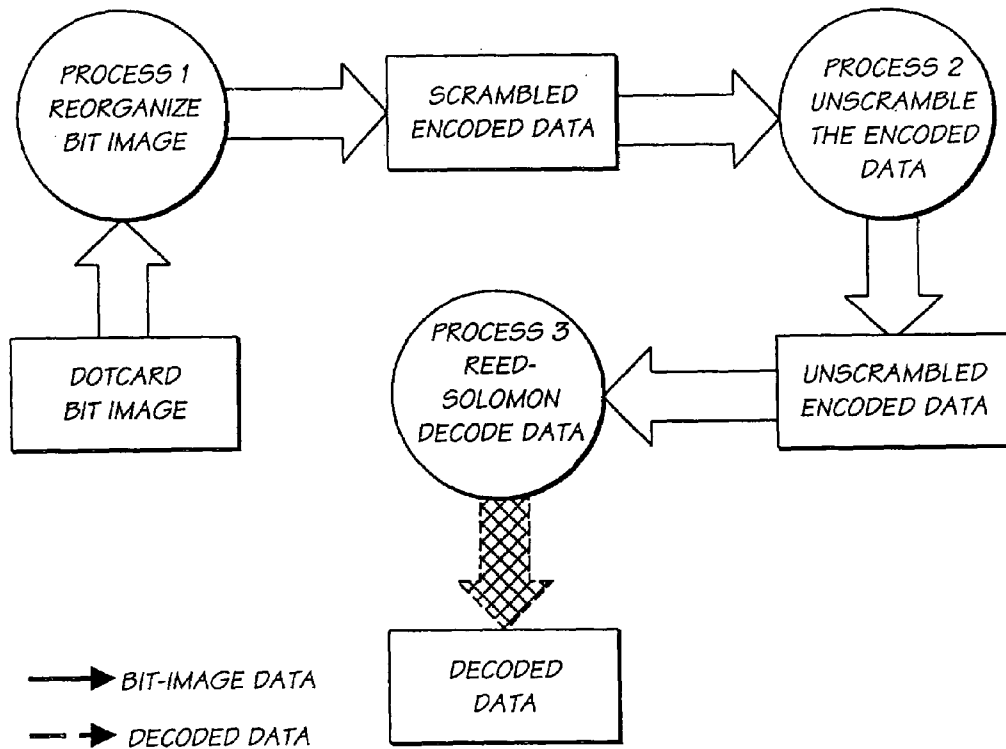 PROCESS 1
REORGANIZE
BIT IMAGE
SCRAMBLED
ENCODED DATA
PROCESS 2
UNSCRAMBLE
THE ENCODED
DATA
DOTCARD
BIT IMAGE
PROCESS 3
REED-
SOLOMON
DECODE DATA
UNSCRAMBLED
ENCODED DATA
DECODED
DATA
BIT-IMAGE DATA
DECODED DATA